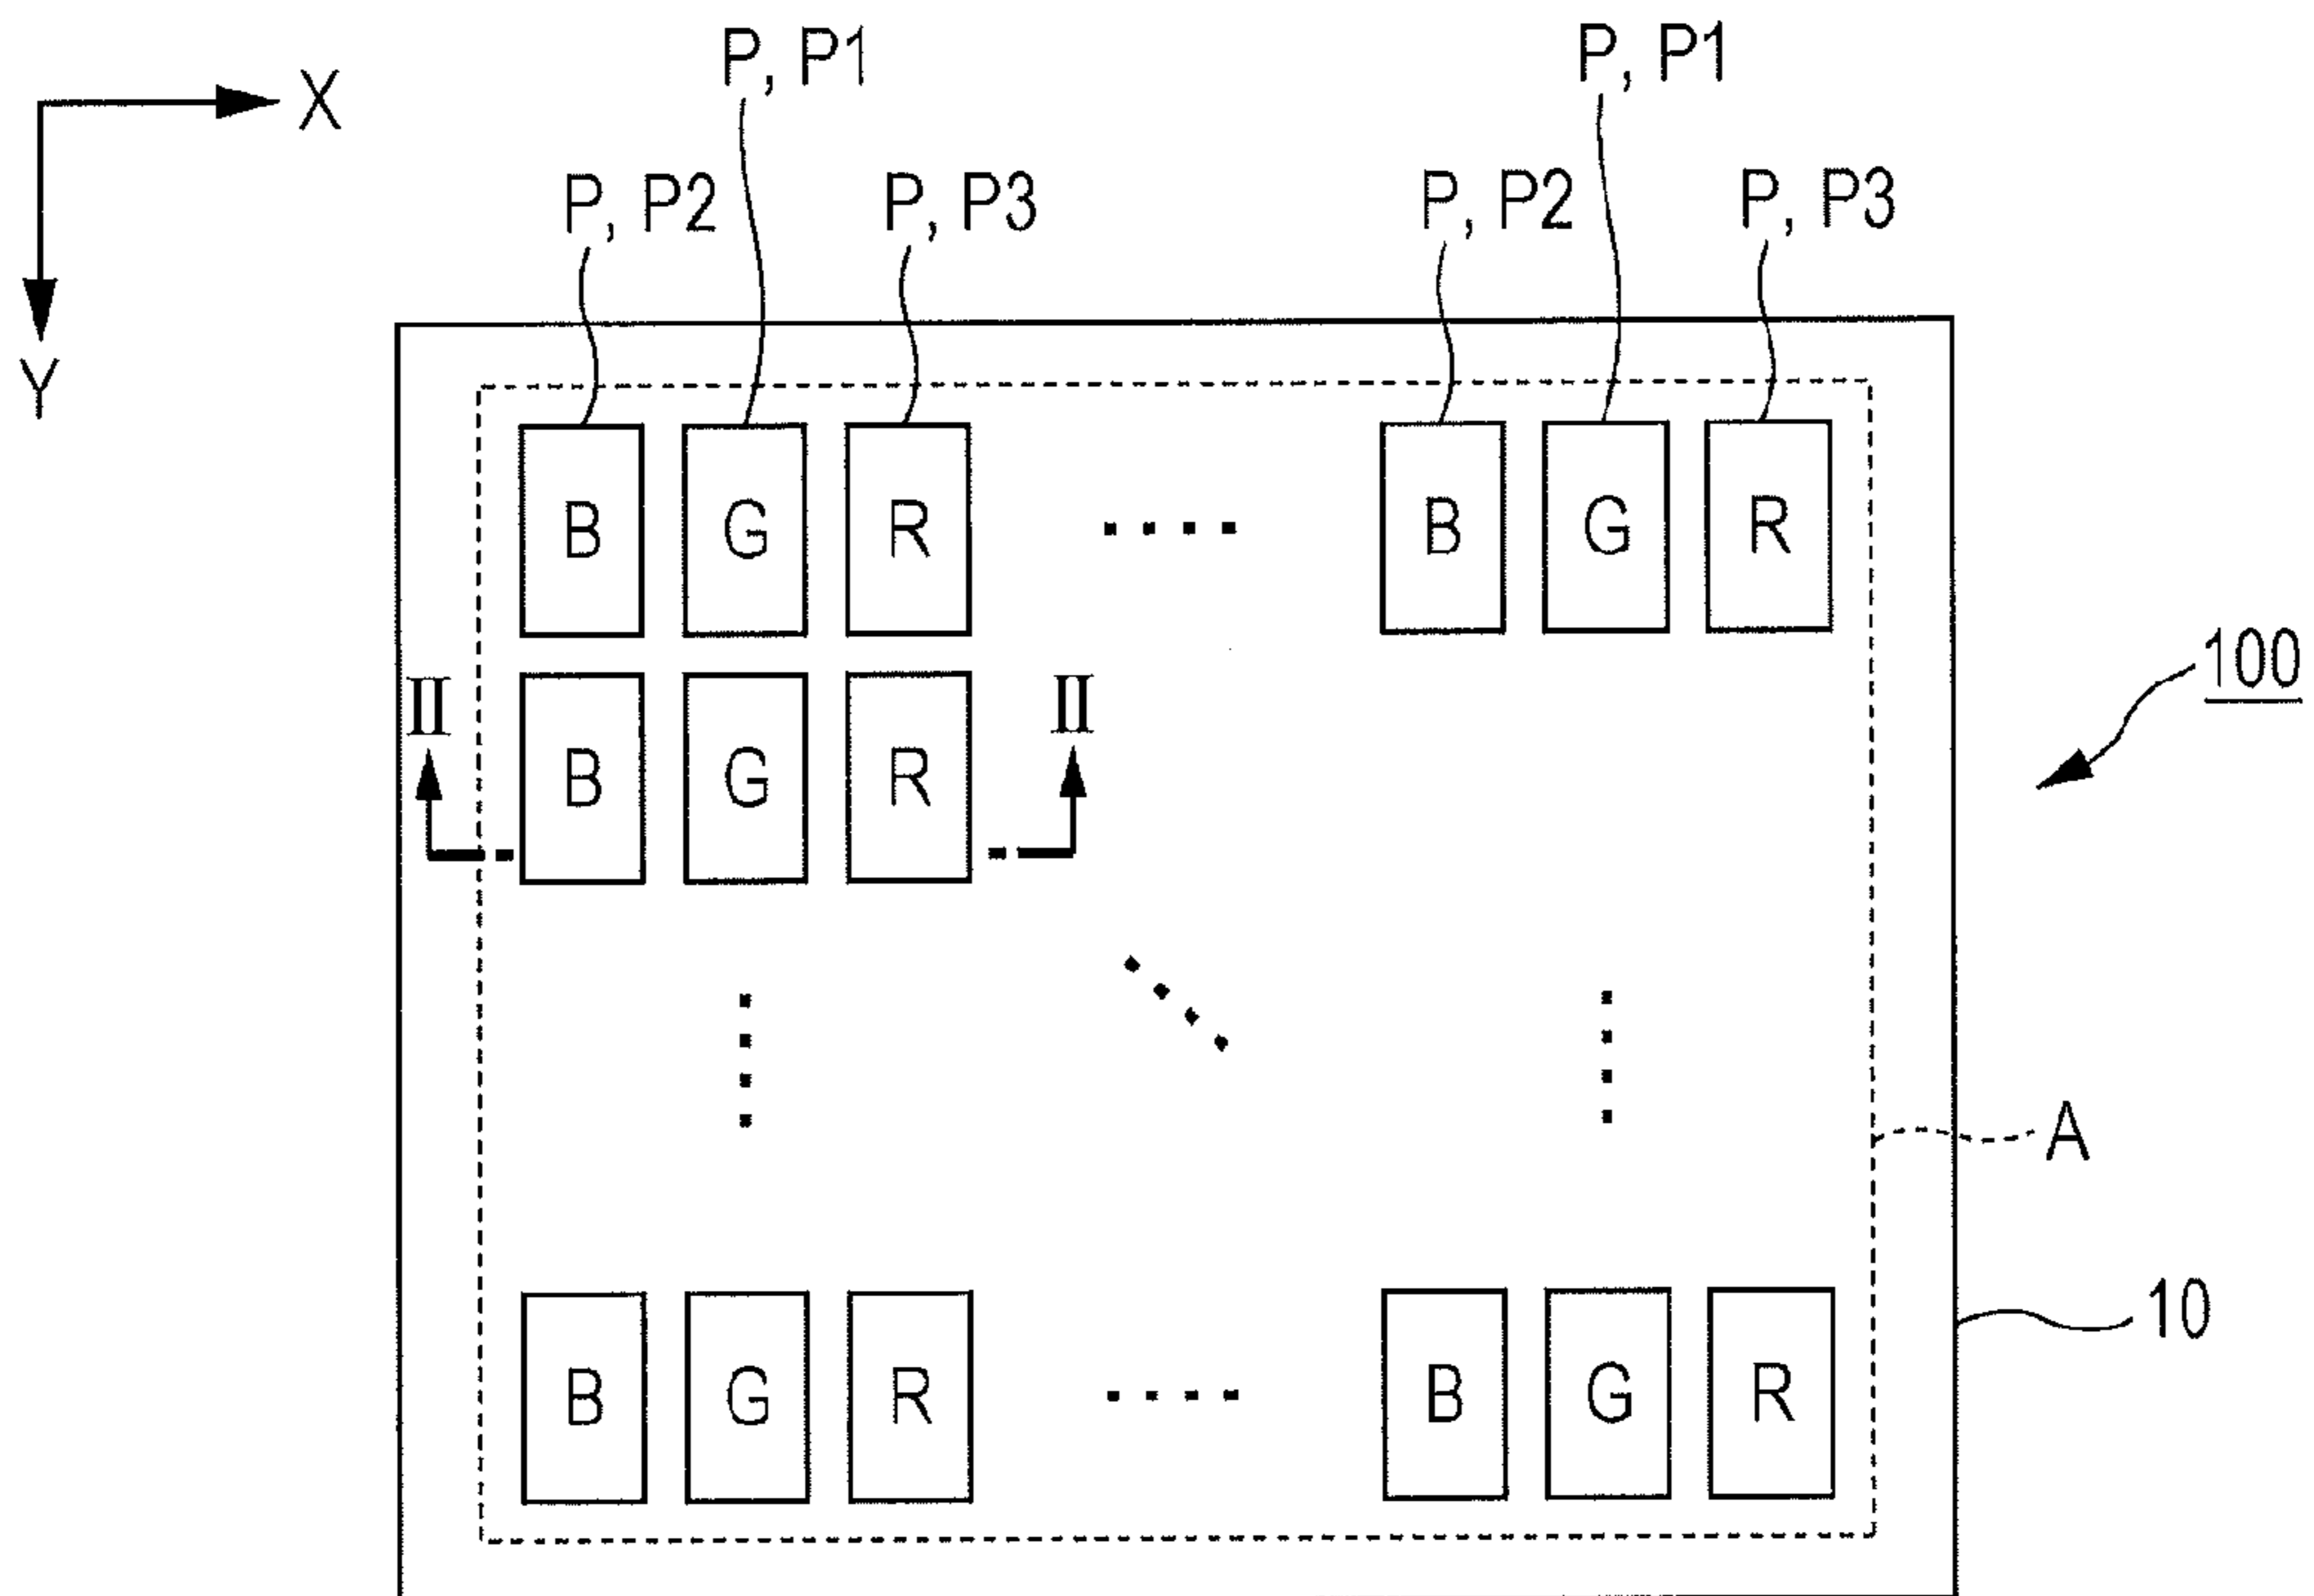 P, P1 P, P1
X
P, P2 P, P3 P, P2 P, P3
Y
B G R B G R
100
II II
B G R
A
10
B G R B G R